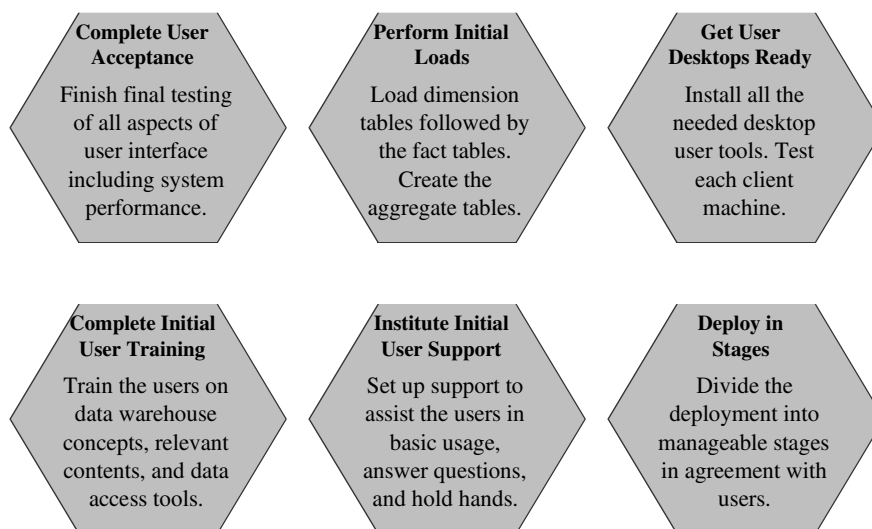 Complete User
Acceptance
Finish final testing
of all aspects of
user interface
including system
performance.
Perform Initial
Loads
Load dimension
tables followed by
the fact tables.
Create the
aggregate tables.
Get User
Desktops Ready
Install all the
needed desktop
user tools. Test
each client
machine.
Complete Initial
User Training
Train the users on
data warehouse
concepts, relevant
contents, and data
access tools.
Institute Initial
User Support
Set up support to
assist the users in
basic usage,
answer questions,
and hold hands.
Deploy in
Stages
Divide the
deployment into
manageable stages
in agreement with
users.